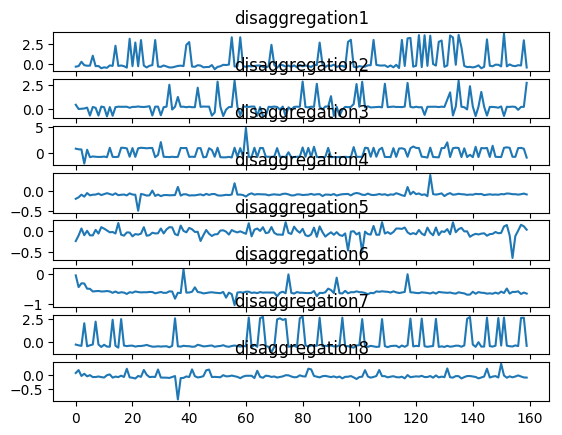 disaggregation1
2.5
0.0
disaggregation2
2.5
0.0
disaggregation3
5
0
disaggregation4
0.0
−0.5
disaggregation5
0.0
−0.5
disaggregation6
0
−1
disaggregation7
2.5
0.0
disaggregation8
0.0
−0.5
0 20 40 60 80 100 120 140 160